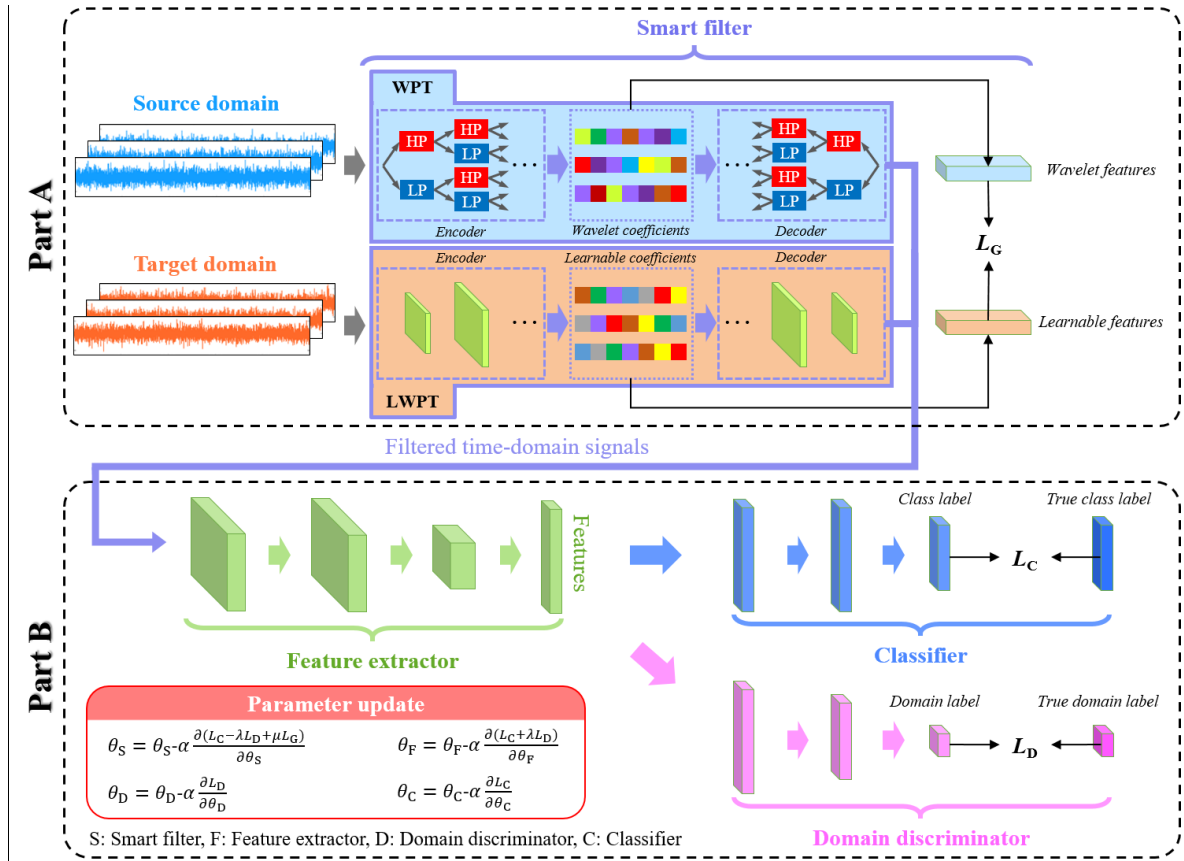 Part A
Smart filter
Source domain
WPT
HP
HP
LP
LP
HP
LP
...
Encoder
Wavelet coefficients
...
HP
LP
HP
HP
LP
LP
Decoder
Wavelet features
L_G
Target domain
Encoder
Learnable coefficients
Decoder
...
...
Learnable features
LWPT
Filtered time-domain signals
Part B
Features
Feature extractor
Class label
True class label
L_C
Classifier
Parameter update
θ_S = θ_S-α ∂(L_C−λL_D+μL_G)/∂θ_S
θ_F = θ_F-α ∂(L_C+λL_D)/∂θ_F
θ_D = θ_D-α ∂L_D/∂θ_D
θ_C = θ_C-α ∂L_C/∂θ_C
Domain label
True domain label
L_D
Domain discriminator
S: Smart filter, F: Feature extractor, D: Domain discriminator, C: Classifier